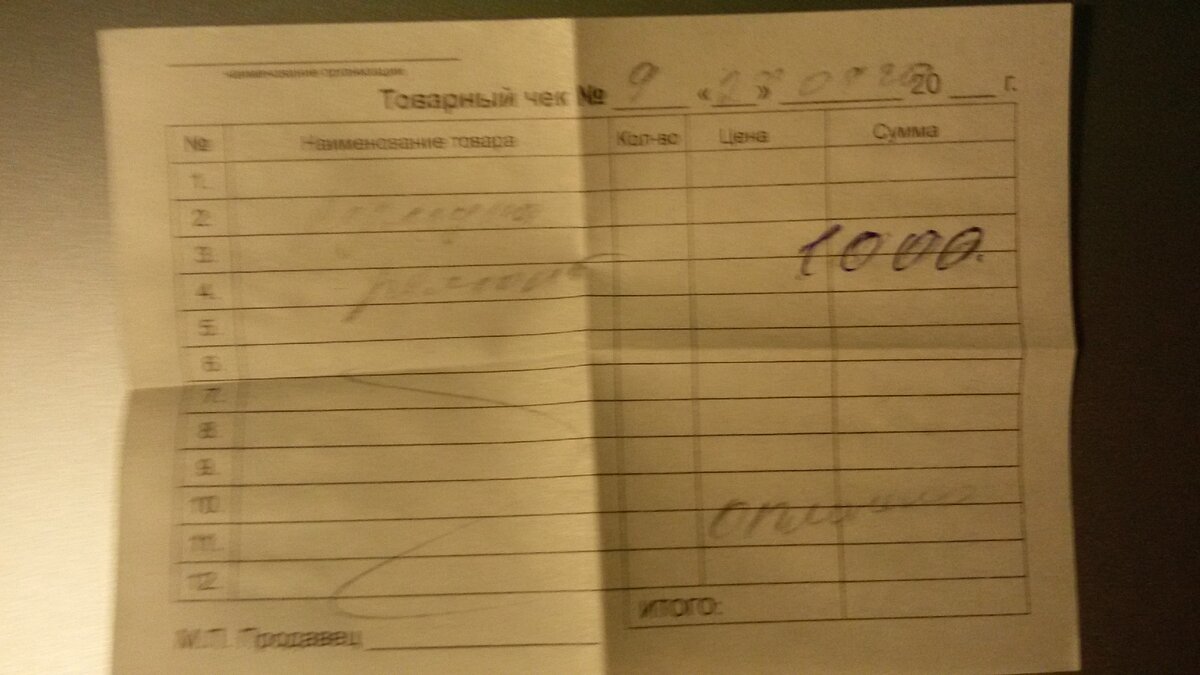 наименование организации
Товарный чек № 9 « » 20 г.
№ Наименование товара Кол-во Цена Сумма
1.
2.
3. 1000.
4.
5.
6.
7.
8.
9.
10.
11.
12.
ИТОГО:
М.П. Продавец